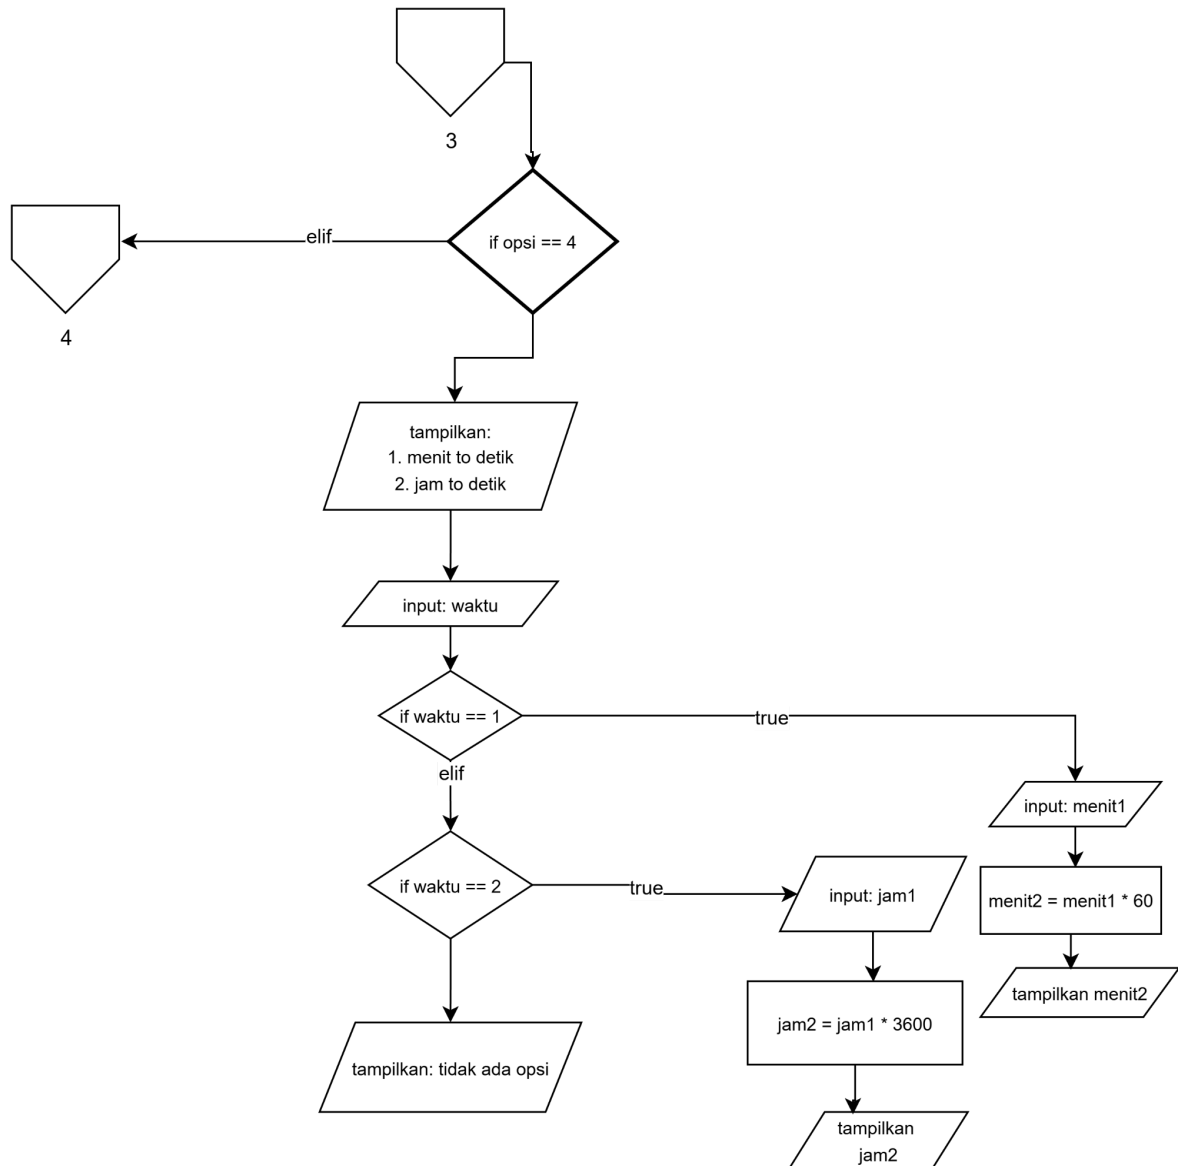 3
if opsi == 4
elif
4
tampilkan:
1. menit to detik
2. jam to detik
input: waktu
if waktu == 1
true
elif
input: menit1
if waktu == 2
true
input: jam1
menit2 = menit1 * 60
tampilkan menit2
jam2 = jam1 * 3600
tampilkan: tidak ada opsi
tampilkan
jam2